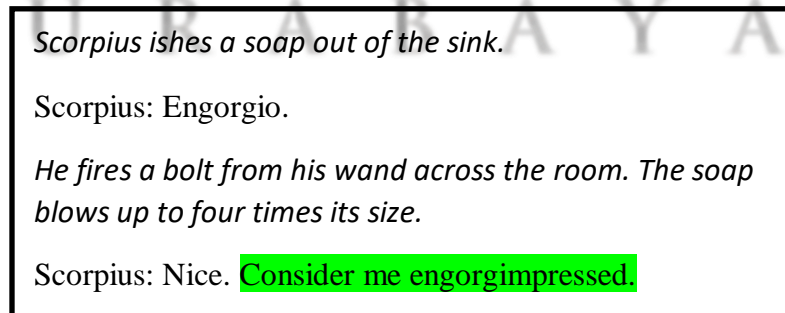 U R A B A Y A
Scorpius ishes a soap out of the sink.
Scorpius: Engorgio.
He fires a bolt from his wand across the room. The soap
blows up to four times its size.
Scorpius: Nice. Consider me engorgimpressed.